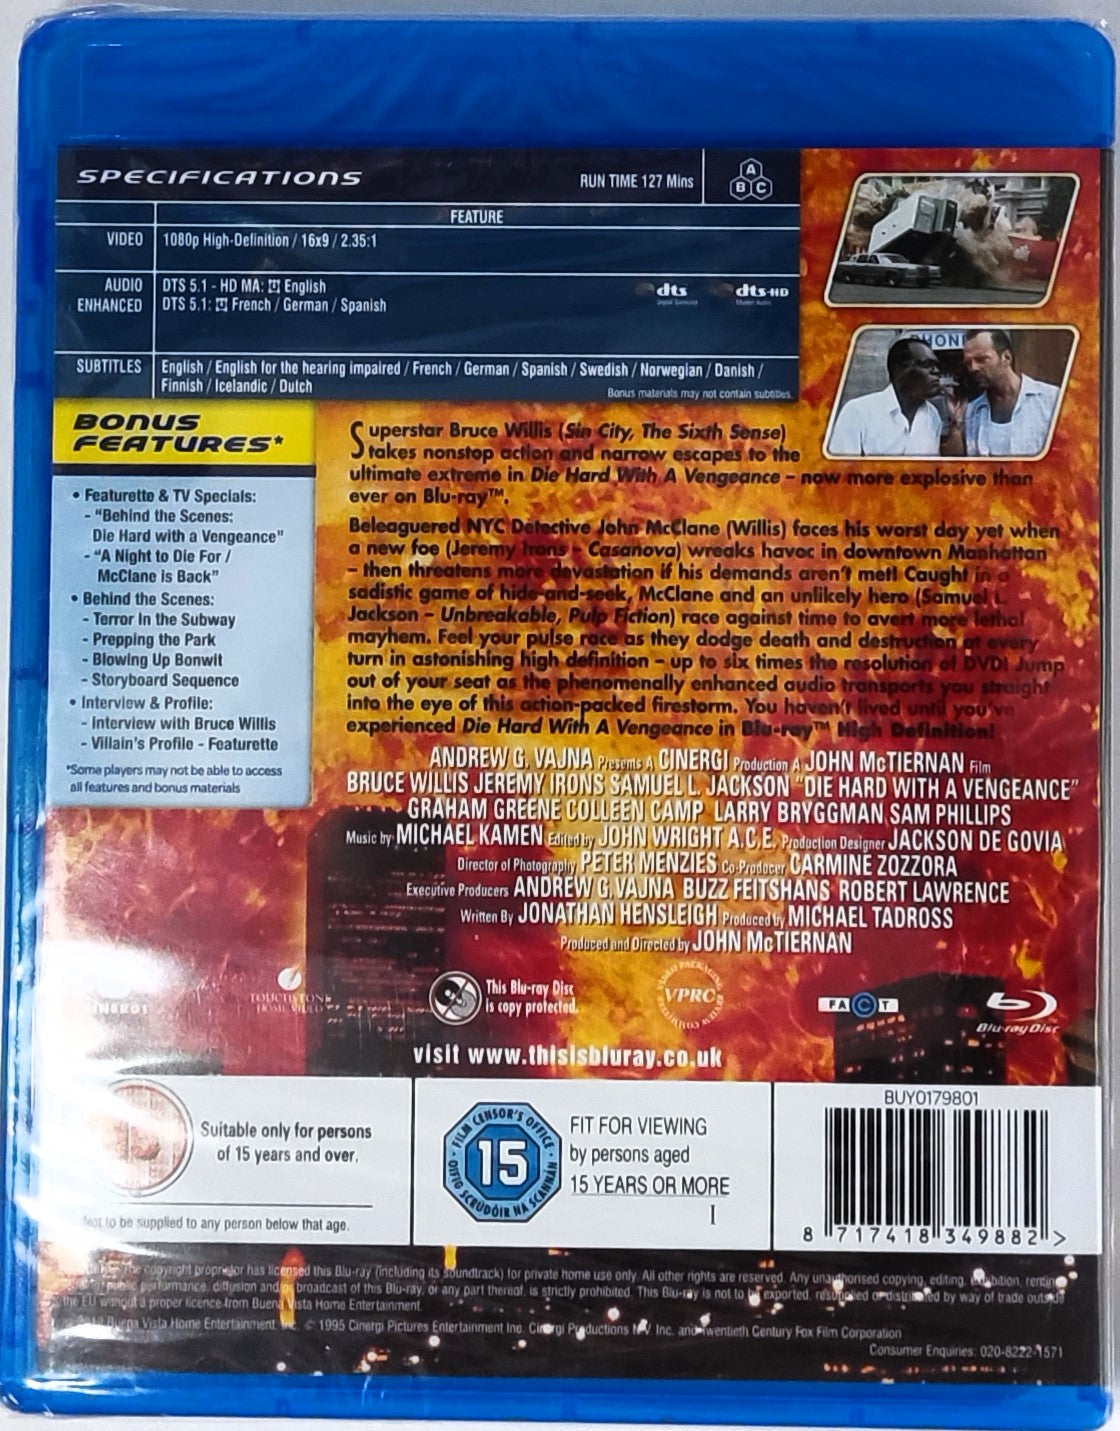 SPECIFICATIONS
RUN TIME 127 Mins
A
B C
FEATURE
VIDEO
1080p High-Definition / 16x9 / 2.35:1
AUDIO
DTS 5.1 - HD MA: English
ENHANCED
DTS 5.1: French / German / Spanish
dts
Digital Surround
dts-HD
Master Audio
SUBTITLES
English / English for the hearing impaired / French / German / Spanish / Swedish / Norwegian / Danish /
Finnish / Icelandic / Dutch
Bonus materials may not contain subtitles.
PHONE
BONUS
FEATURES*
• Featurette & TV Specials:
- "Behind the Scenes:
Die Hard with a Vengeance"
- "A Night to Die For /
McClane is Back"
• Behind the Scenes:
- Terror In the Subway
- Prepping the Park
- Blowing Up Bonwit
- Storyboard Sequence
• Interview & Profile:
- Interview with Bruce Willis
- Villain's Profile - Featurette
*Some players may not be able to access
all features and bonus materials
Superstar Bruce Willis (Sin City, The Sixth Sense)
takes nonstop action and narrow escapes to the
ultimate extreme in Die Hard With A Vengeance – now more explosive than
ever on Blu-ray™.
Beleaguered NYC Detective John McClane (Willis) faces his worst day yet when
a new foe (Jeremy Irons – Casanova) wreaks havoc in downtown Manhattan
– then threatens more devastation if his demands aren't met! Caught in a
sadistic game of hide-and-seek, McClane and an unlikely hero (Samuel L.
Jackson – Unbreakable, Pulp Fiction) race against time to avert more lethal
mayhem. Feel your pulse race as they dodge death and destruction at every
turn in astonishing high definition – up to six times the resolution of DVD! Jump
out of your seat as the phenomenally enhanced audio transports you straight
into the eye of this action-packed firestorm. You haven't lived until you've
experienced Die Hard With A Vengeance in Blu-ray™ High Definition!
ANDREW G. VAJNA Presents A CINERGI Production A JOHN McTIERNAN Film
BRUCE WILLIS JEREMY IRONS SAMUEL L. JACKSON "DIE HARD WITH A VENGEANCE"
GRAHAM GREENE COLLEEN CAMP LARRY BRYGGMAN SAM PHILLIPS
Music by MICHAEL KAMEN Edited by JOHN WRIGHT A.C.E. Production Designer JACKSON DE GOVIA
Director of Photography PETER MENZIES Co-Producer CARMINE ZOZZORA
Executive Producers ANDREW G. VAJNA BUZZ FEITSHANS ROBERT LAWRENCE
Written By JONATHAN HENSLEIGH Produced by MICHAEL TADROSS
Produced and Directed by JOHN McTIERNAN
TOUCHSTONE
HOME VIDEO
This Blu-ray Disc
is copy protected.
VIDEO PACKAGING REVIEW COMMITTEE
VPRC
FACT
Blu-ray Disc
visit www.thisisbluray.co.uk
Suitable only for persons
of 15 years and over.
Not to be supplied to any person below that age.
FILM CENSOR'S OFFICE
15
OIFIG SCRÚDÓIR NA SCANNÁN
FIT FOR VIEWING
by persons aged
15 YEARS OR MORE
I
BUY0179801
8 717418 349882 >
The copyright proprietor has licensed this Blu-ray (including its soundtrack) for private home use only. All other rights are reserved. Any unauthorised copying, editing, exhibition, renting,
public performance, diffusion and/or broadcast of this Blu-ray, or any part thereof, is strictly prohibited. This Blu-ray is not to be exported, resupplied or distributed by way of trade outside
the EU without a proper licence from Buena Vista Home Entertainment.
Buena Vista Home Entertainment, Inc. © 1995 Cinergi Pictures Entertainment Inc. Cinergi Productions N.V. Inc. and Twentieth Century Fox Film Corporation
Consumer Enquiries: 020-8222-1571